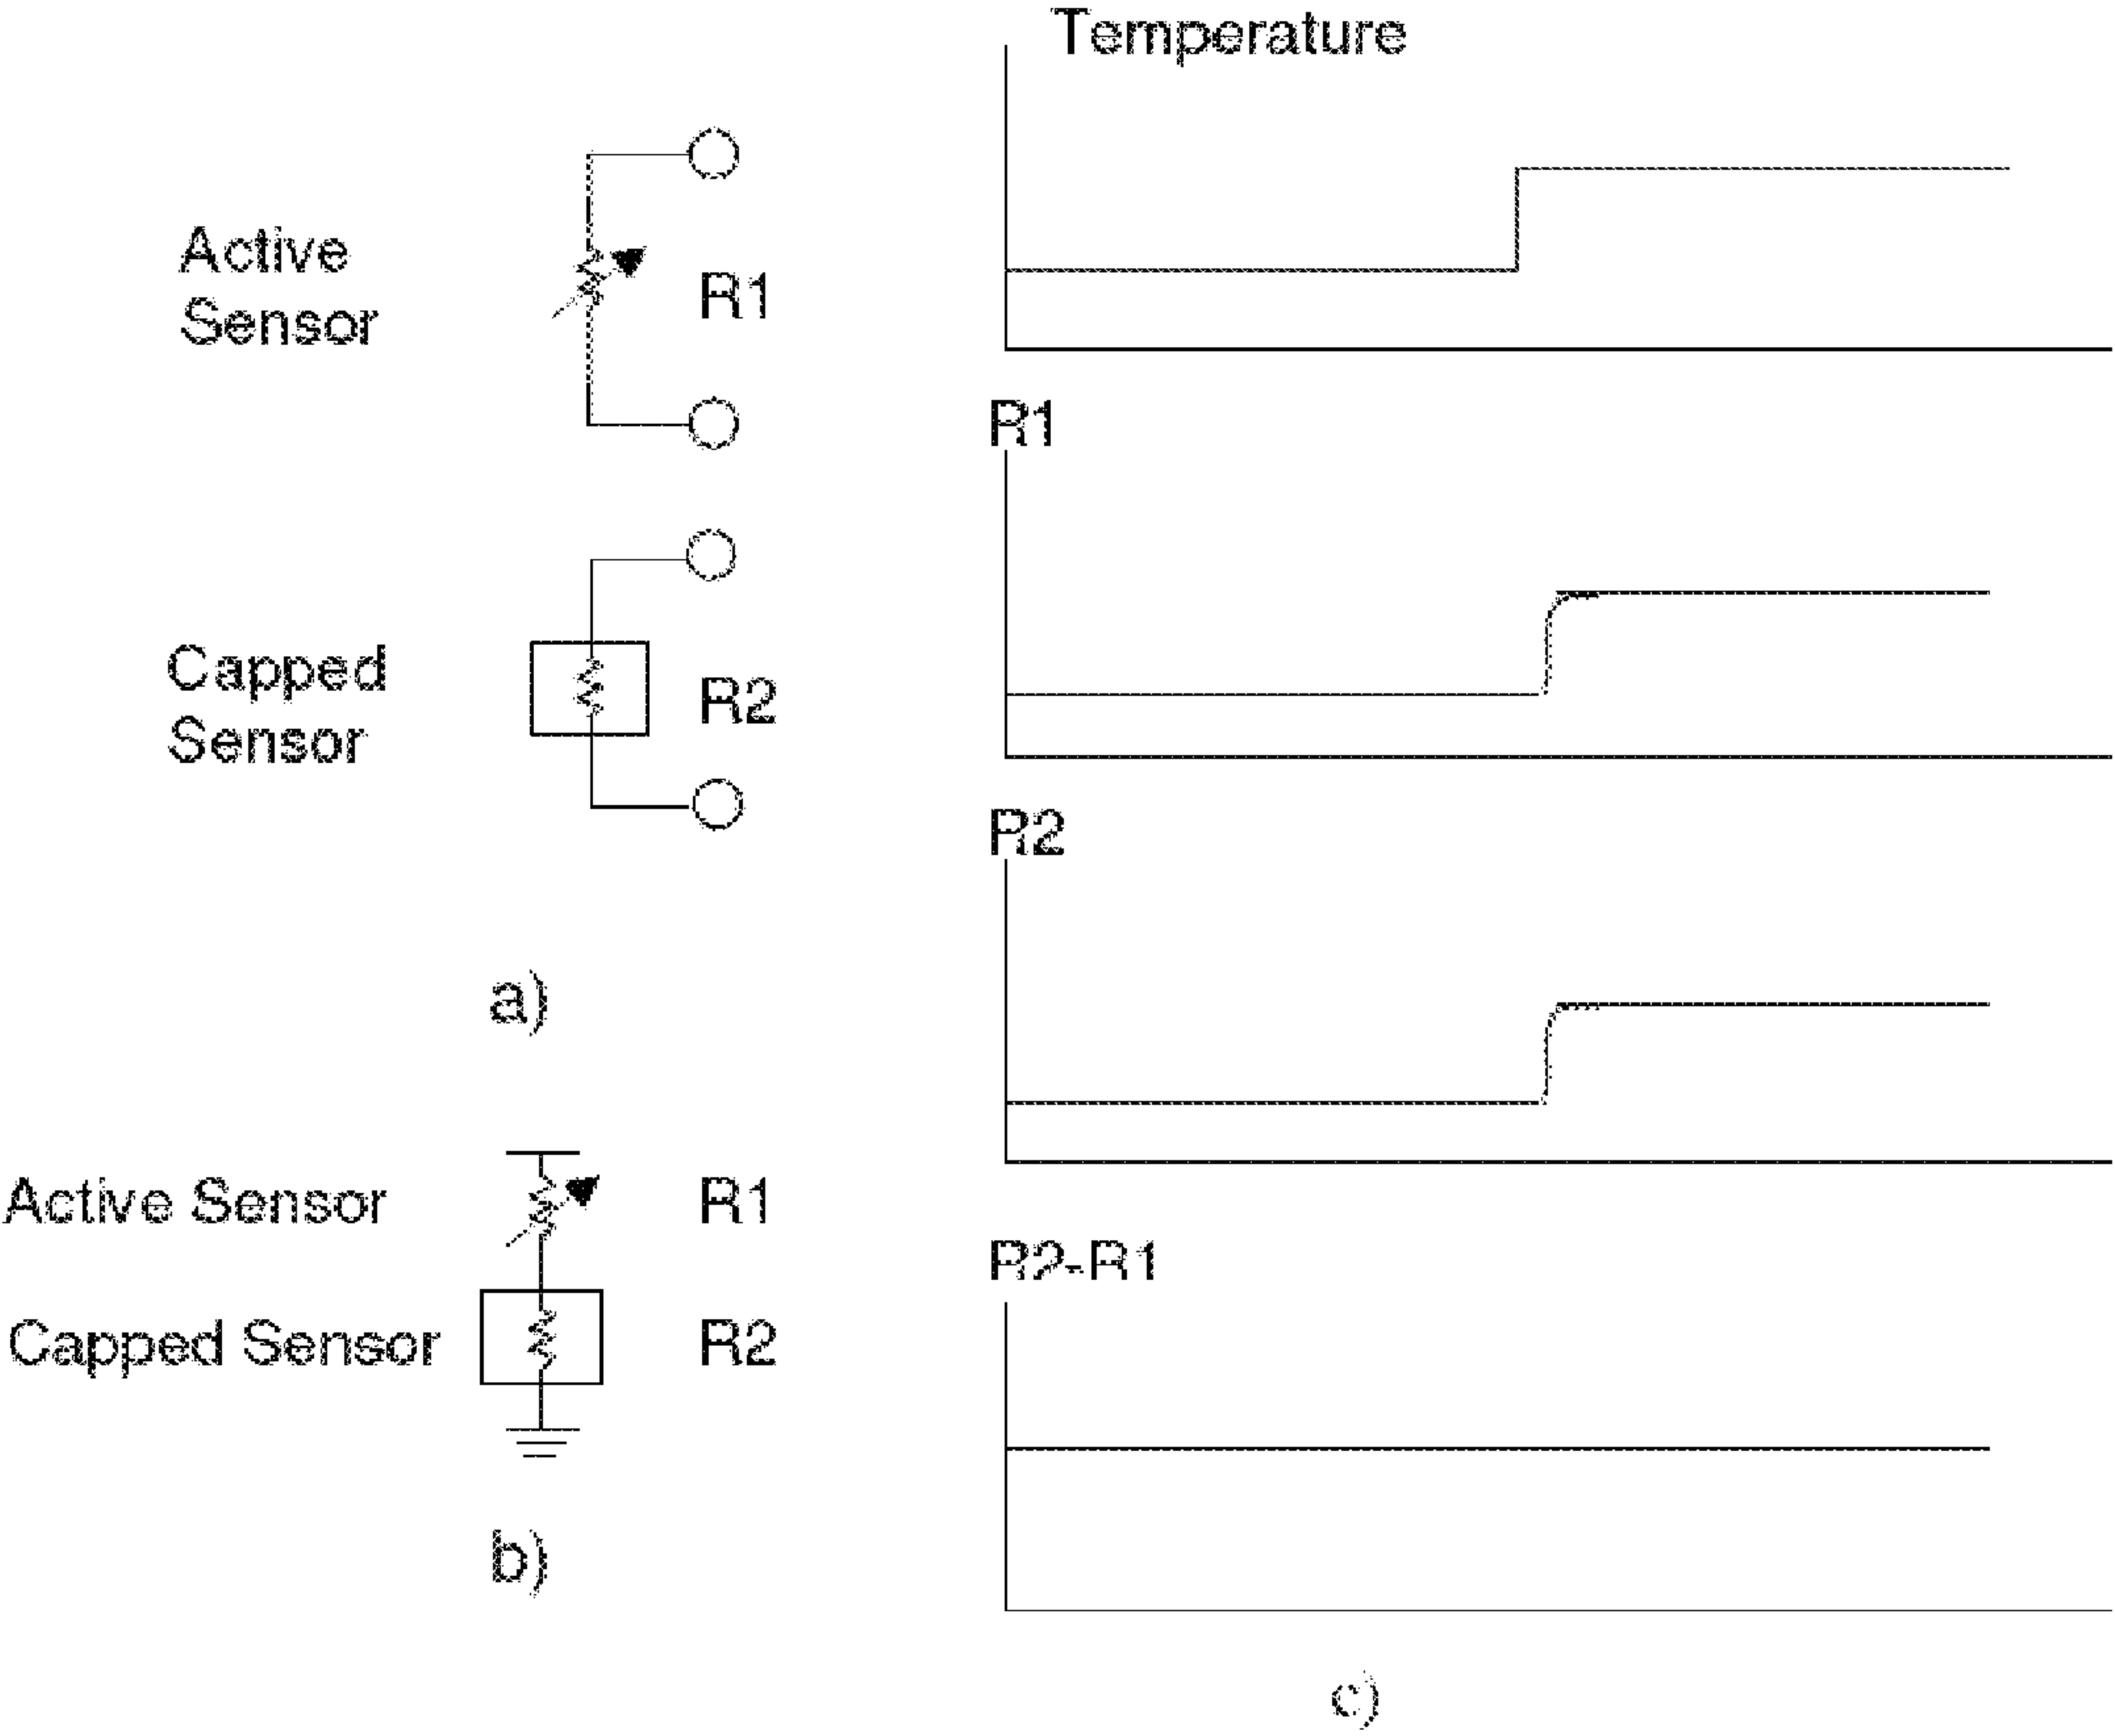 Temperature
Active
Sensor
R1
R1
Capped
Sensor
R2
R2
a)
Active Sensor
R1
R2-R1
Capped Sensor
R2
b)
c)